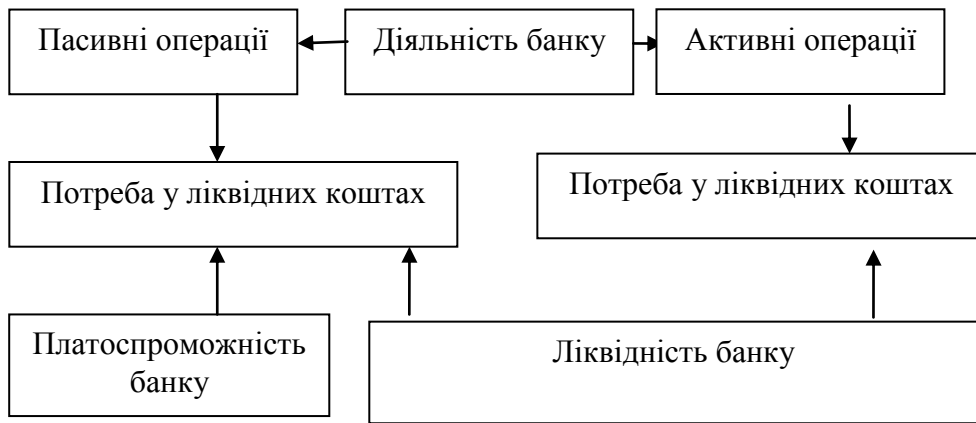 Пасивні операції
Діяльність банку
Активні операції
Потреба у ліквідних коштах
Потреба у ліквідних коштах
Платоспроможність
банку
Ліквідність банку